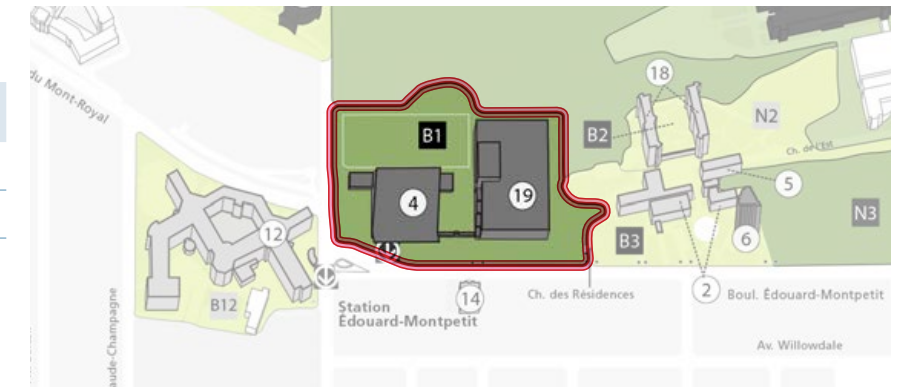 du Mont-Royal
18
B1
B2
N2
Ch. de l'Est
5
4
19
N3
12
B3
6
B12
14
Ch. des Résidences
2
Boul. Édouard-Montpetit
Station
Édouard-Montpetit
Av. Willowdale
aude-Champagne